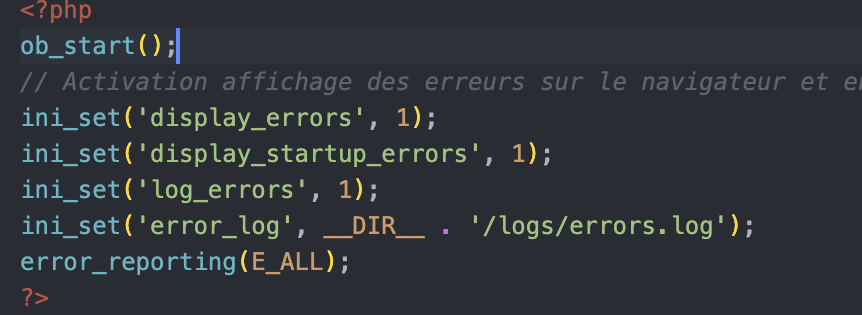 <?php
ob_start();
// Activation affichage des erreurs sur le navigateur et
ini_set('display_errors', 1);
ini_set('display_startup_errors', 1);
ini_set('log_errors', 1);
ini_set('error_log', __DIR__ . '/logs/errors.log');
error_reporting(E_ALL);
?>